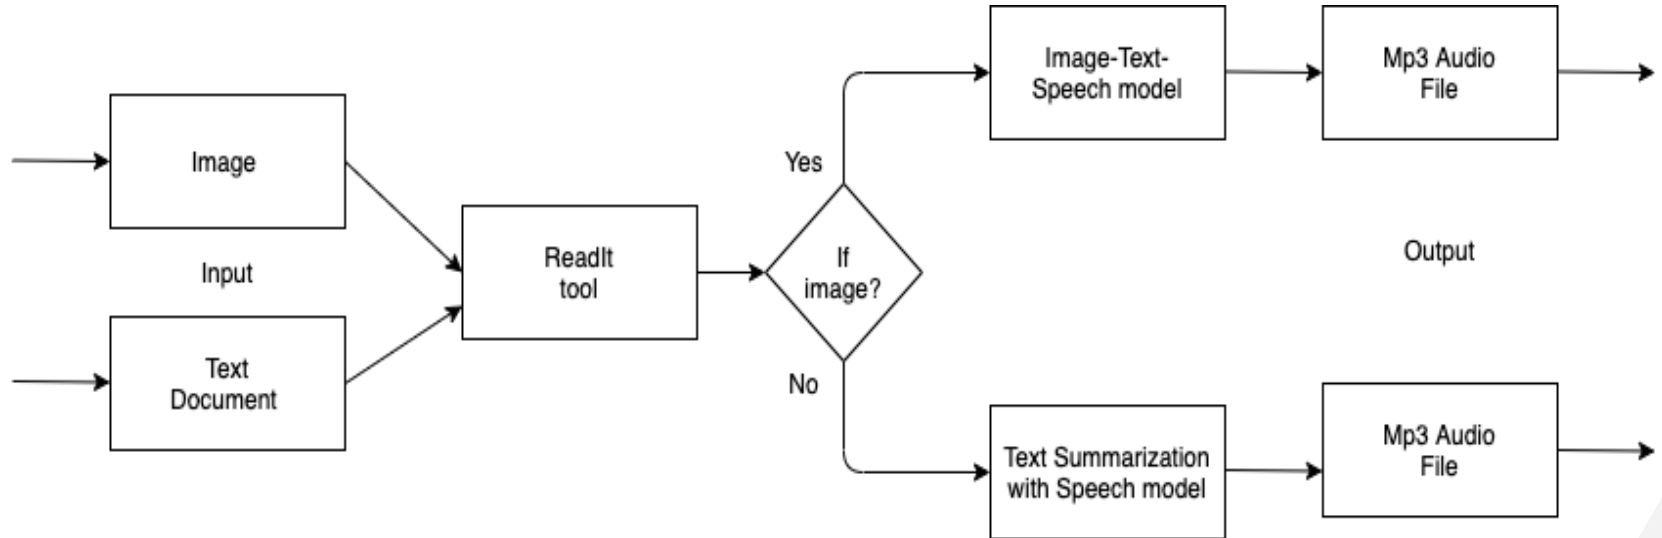 Image
Input
Text
Document
ReadIt
tool
If
image?
Yes
No
Image-Text-
Speech model
Mp3 Audio
File
Output
Text Summarization
with Speech model
Mp3 Audio
File